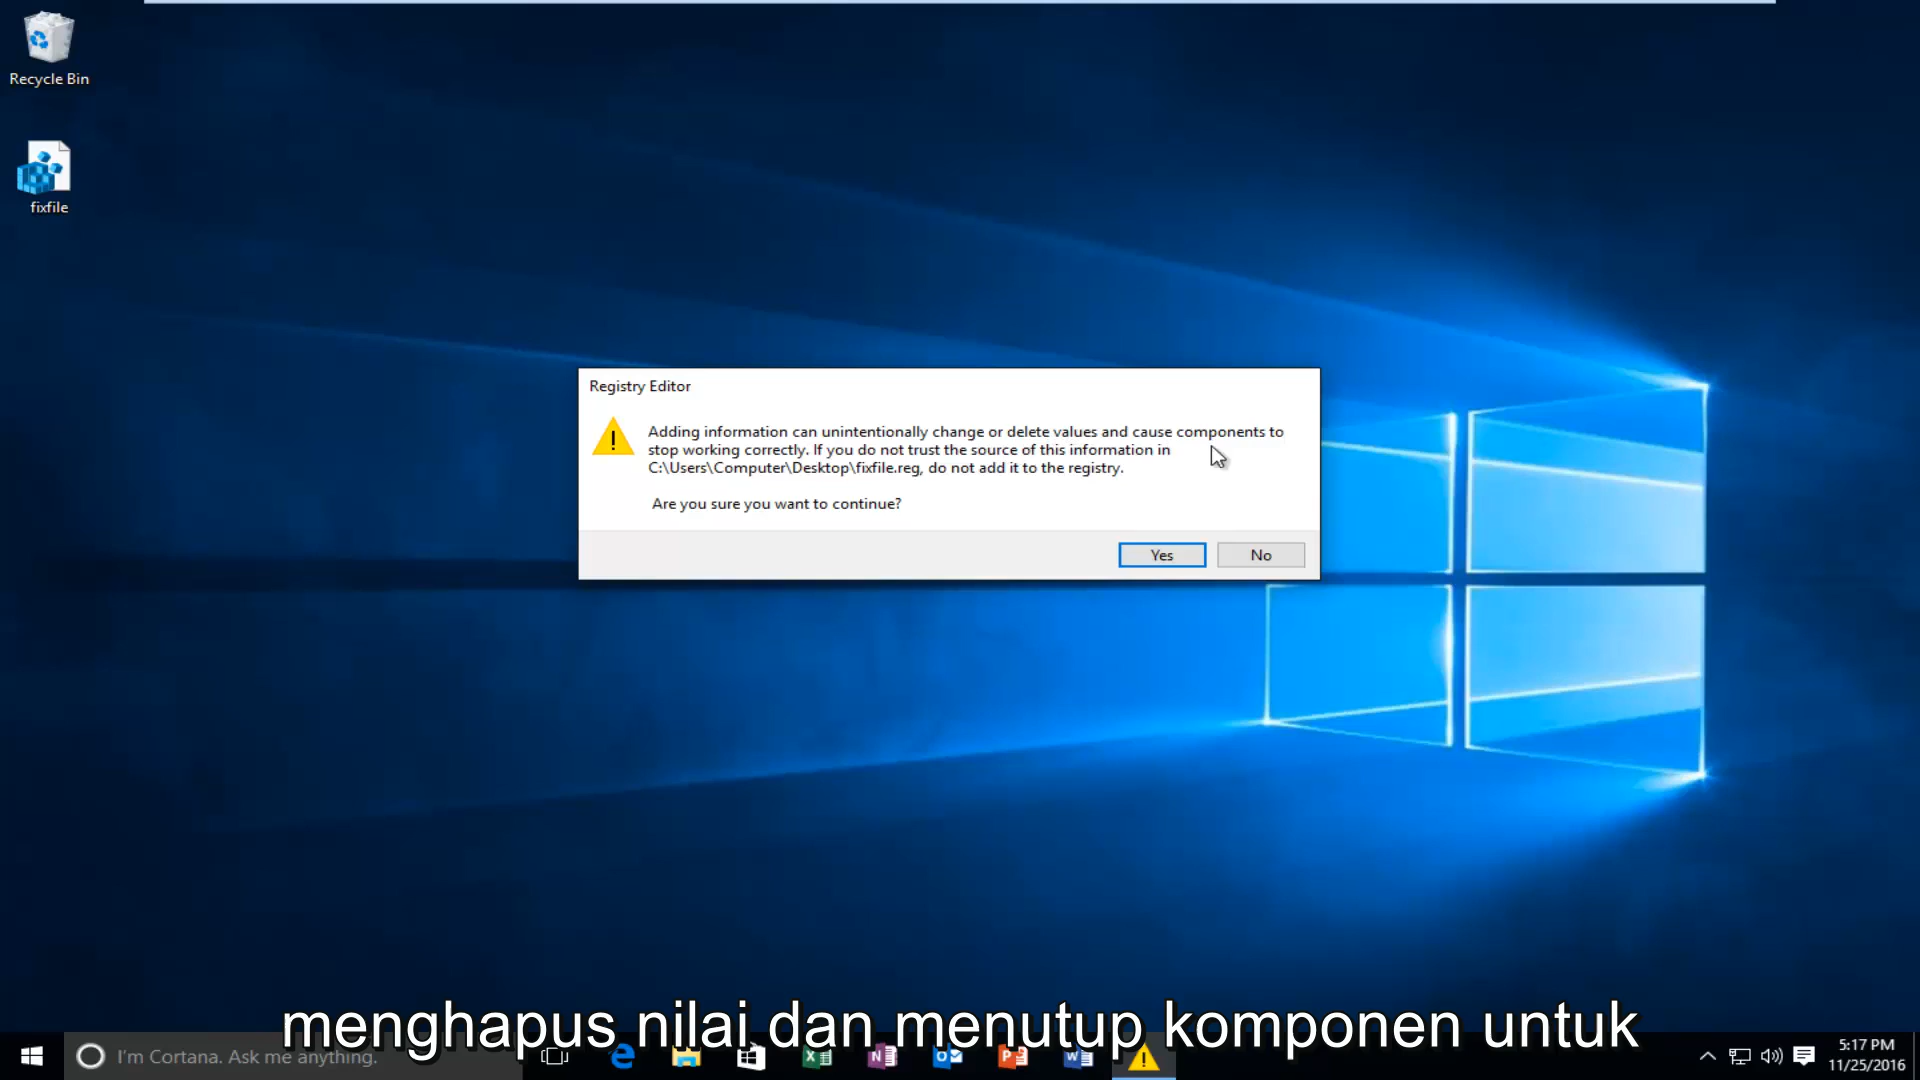 Recycle Bin
fixfile
Registry Editor
Adding information can unintentionally change or delete values and cause components to
stop working correctly. If you do not trust the source of this information in
C:\Users\Computer\Desktop\fixfile.reg, do not add it to the registry.
Are you sure you want to continue?
Yes
No
menghapus nilai dan menutup komponen untuk
I'm Cortana. Ask me anything.
5:17 PM
11/25/2016